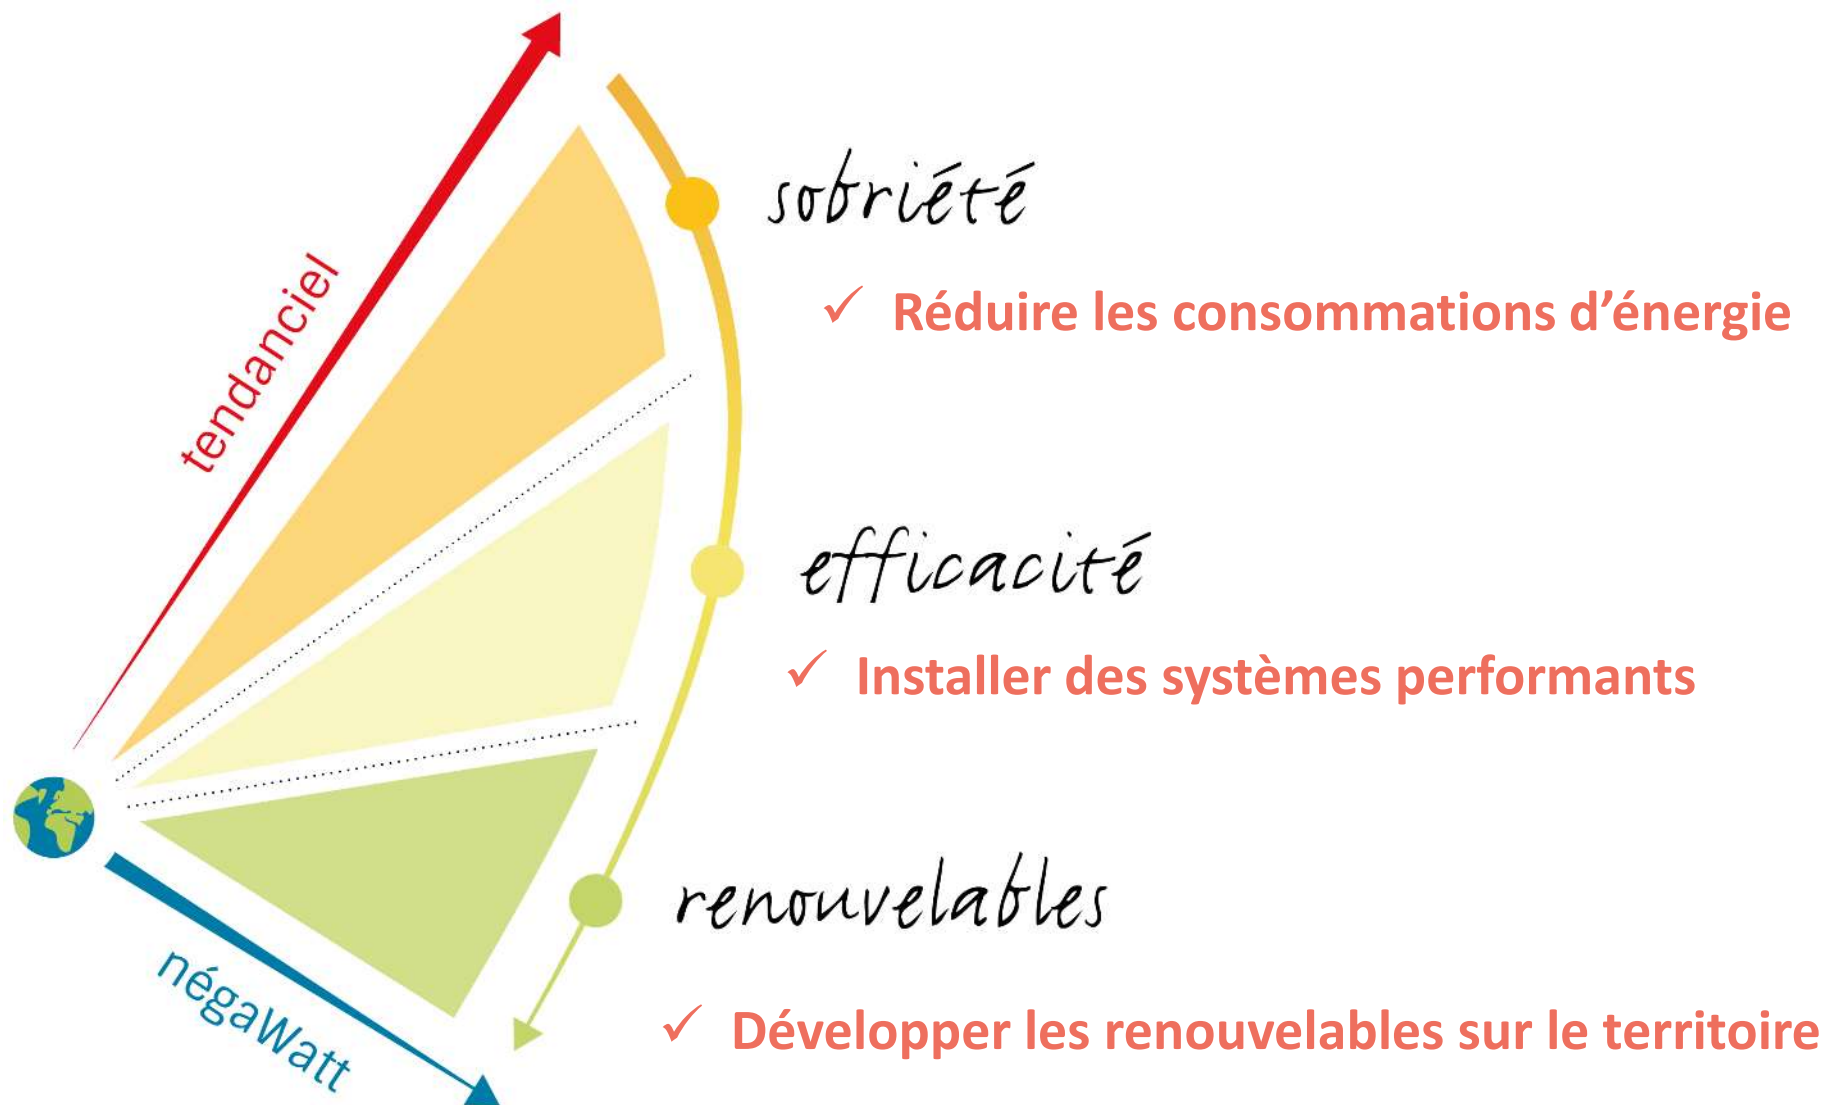 tendanciel
sobriété
✓ Réduire les consommations d’énergie
efficacité
✓ Installer des systèmes performants
renouvelables
négaWatt
✓ Développer les renouvelables sur le territoire